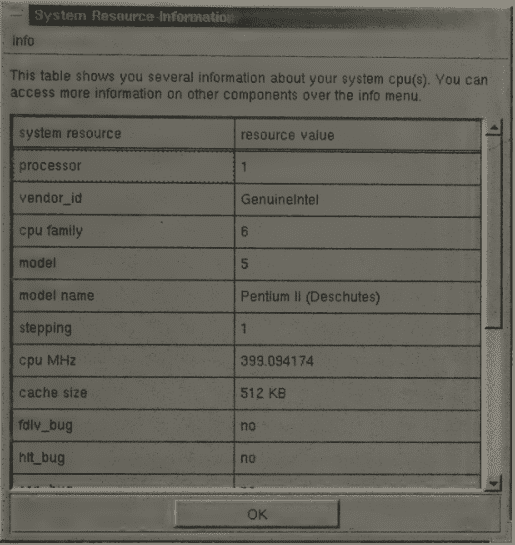 System Resource Information
Info
This table shows you several information about your system cpu(s). You can
access more information on other components over the info menu.
system resource resource value
processor 1
vendor_id GenuineIntel
cpu family 6
model 5
model name Pentium II (Deschutes)
stepping 1
cpu MHz 399.094174
cache size 512 KB
fdiv_bug no
hlt_bug no
OK